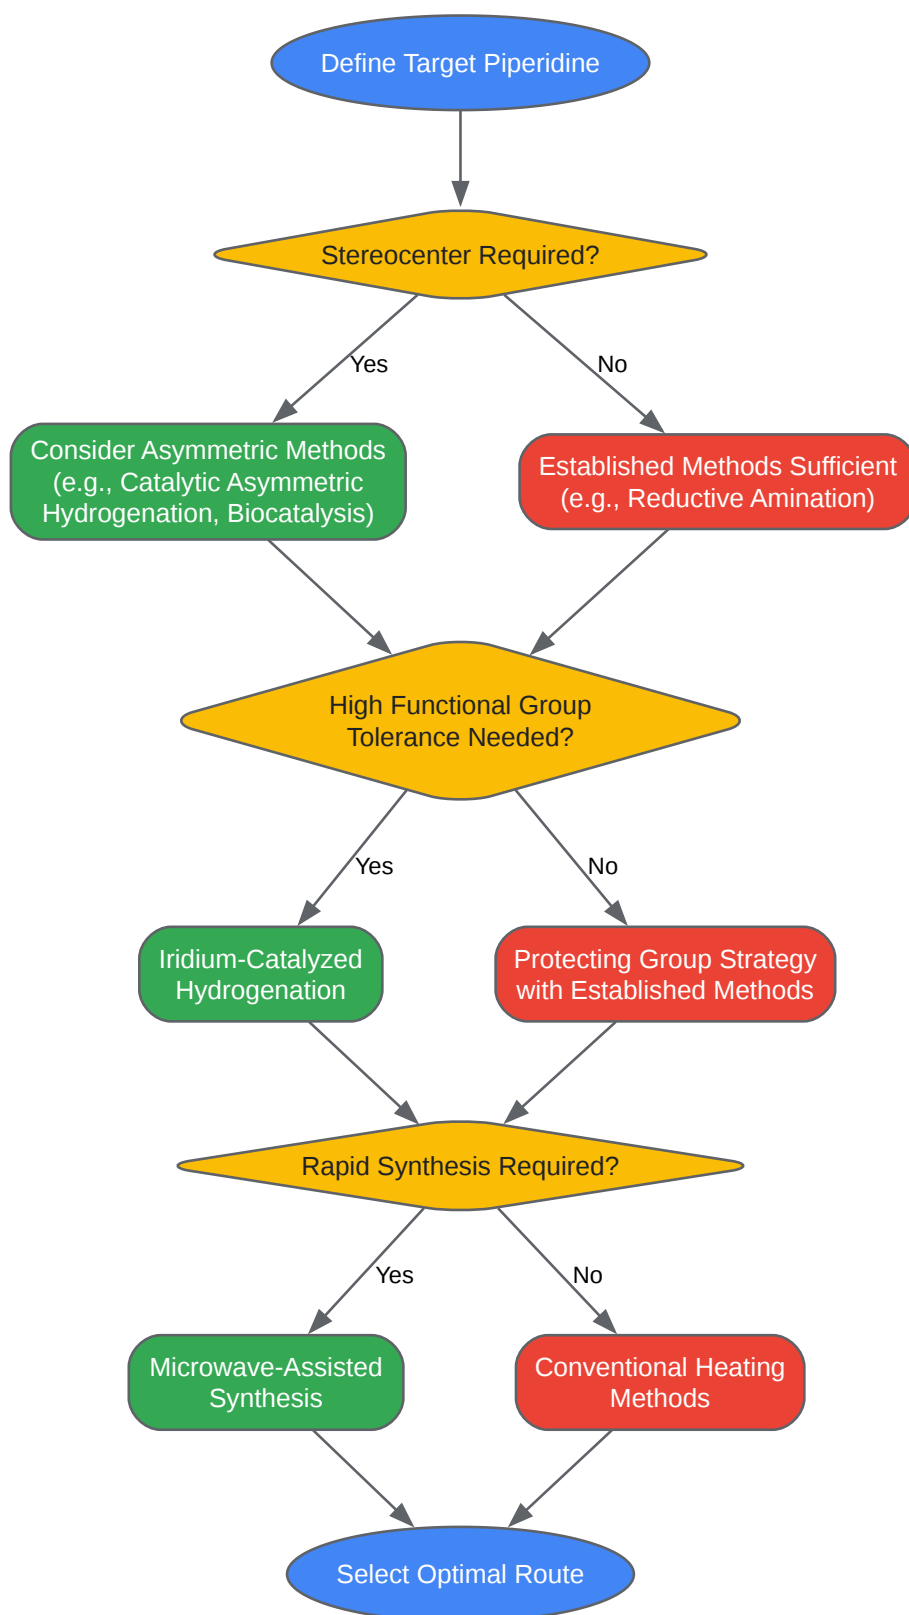 Define Target Piperidine
Stereocenter Required?
Yes
No
Consider Asymmetric Methods
(e.g., Catalytic Asymmetric
Hydrogenation, Biocatalysis)
Established Methods Sufficient
(e.g., Reductive Amination)
High Functional Group
Tolerance Needed?
Yes
No
Iridium-Catalyzed
Hydrogenation
Protecting Group Strategy
with Established Methods
Rapid Synthesis Required?
Yes
No
Microwave-Assisted
Synthesis
Conventional Heating
Methods
Select Optimal Route